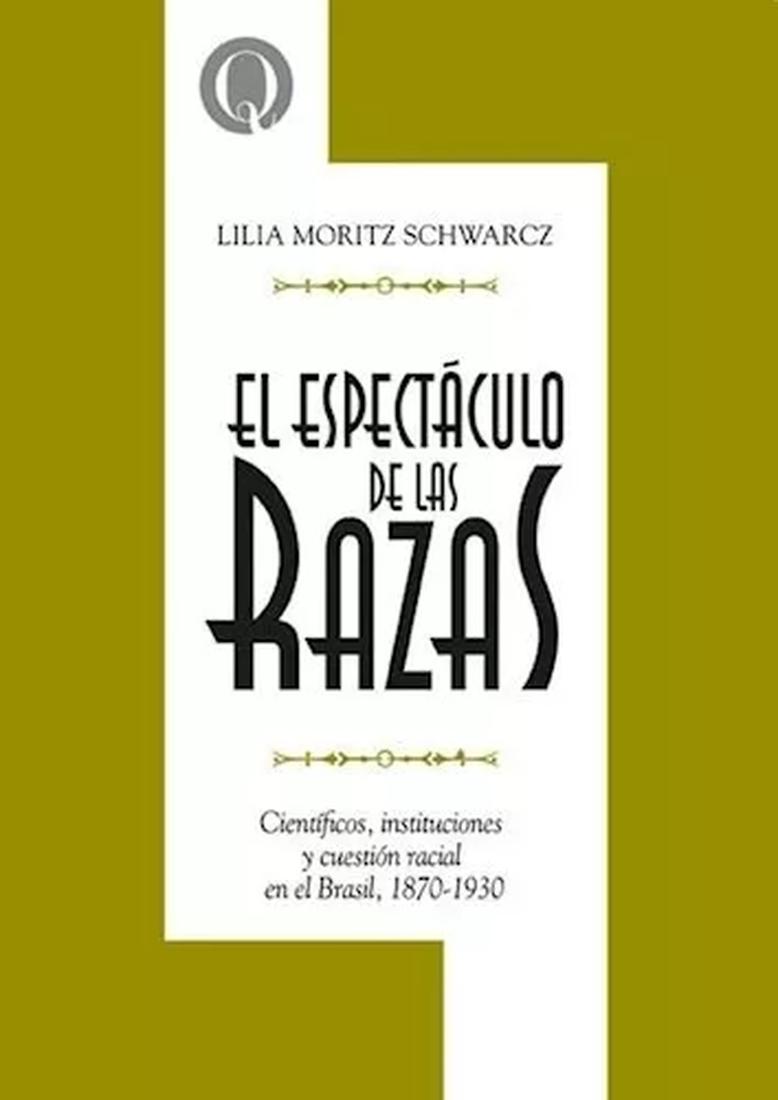 Q
LILIA MORITZ SCHWARCZ
EL ESPECTÁCULO
DE LAS
RAZAS
Científicos, instituciones
y cuestión racial
en el Brasil, 1870-1930